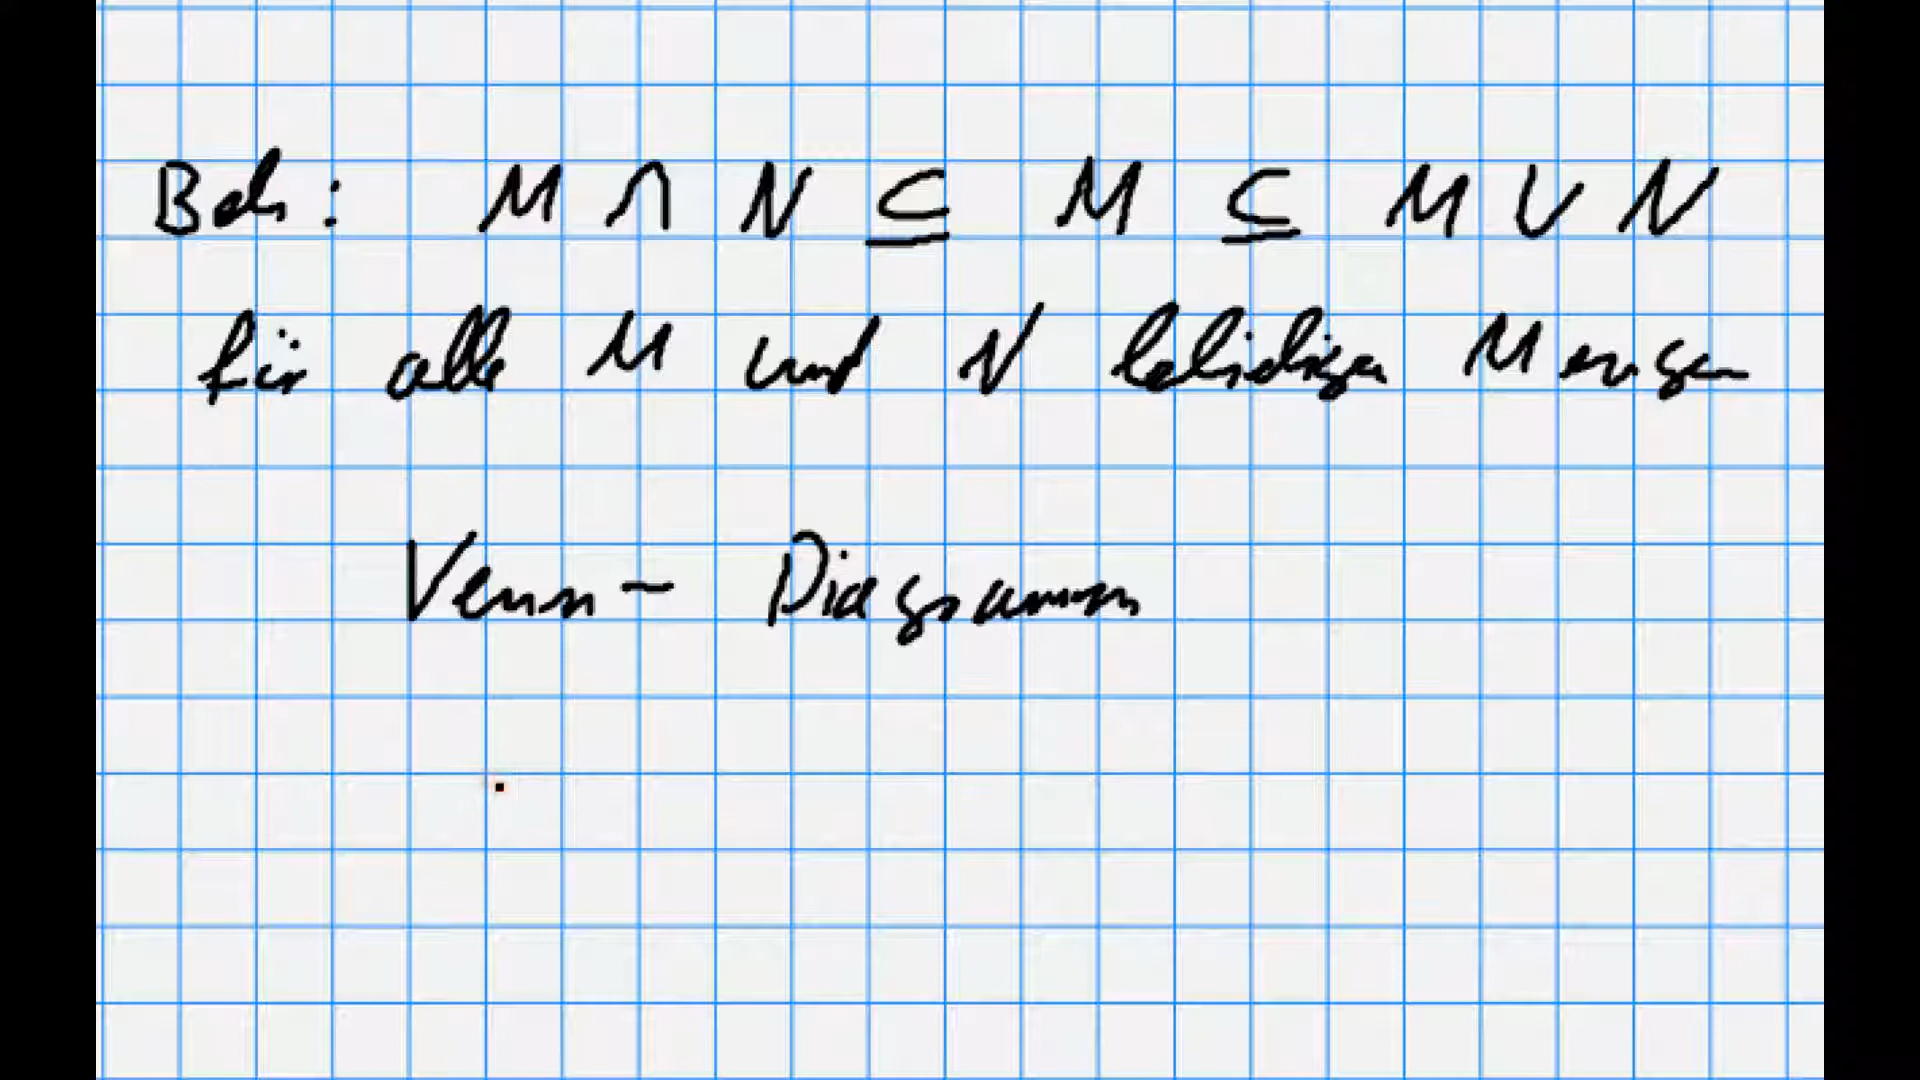 Beh: M ∩ N ⊆ M ⊆ M ∪ N
für alle M und N beliebige Mengen
Venn - Diagramm